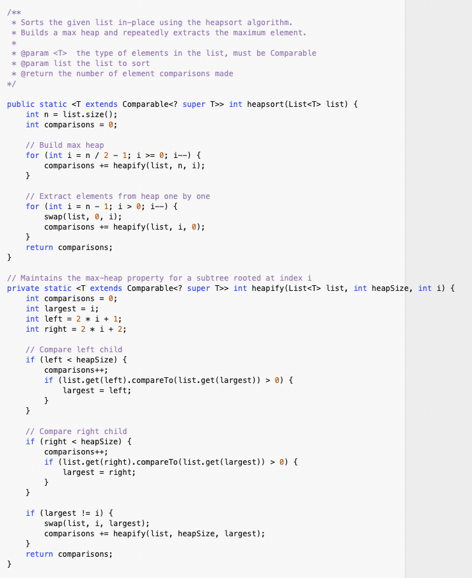 /**
 * Sorts the given list in-place using the heapsort algorithm.
 * Builds a max heap and repeatedly extracts the maximum element.
 *
 * @param <T>  the type of elements in the list, must be Comparable
 * @param list the list to sort
 * @return the number of element comparisons made
*/

public static <T extends Comparable<? super T>> int heapsort(List<T> list) {
    int n = list.size();
    int comparisons = 0;

    // Build max heap
    for (int i = n / 2 - 1; i >= 0; i--) {
        comparisons += heapify(list, n, i);
    }

    // Extract elements from heap one by one
    for (int i = n - 1; i > 0; i--) {
        swap(list, 0, i);
        comparisons += heapify(list, i, 0);
    }
    return comparisons;
}

// Maintains the max-heap property for a subtree rooted at index i
private static <T extends Comparable<? super T>> int heapify(List<T> list, int heapSize, int i) {
    int comparisons = 0;
    int largest = i;
    int left = 2 * i + 1;
    int right = 2 * i + 2;

    // Compare left child
    if (left < heapSize) {
        comparisons++;
        if (list.get(left).compareTo(list.get(largest)) > 0) {
            largest = left;
        }
    }

    // Compare right child
    if (right < heapSize) {
        comparisons++;
        if (list.get(right).compareTo(list.get(largest)) > 0) {
            largest = right;
        }
    }

    if (largest != i) {
        swap(list, i, largest);
        comparisons += heapify(list, heapSize, largest);
    }
    return comparisons;
}